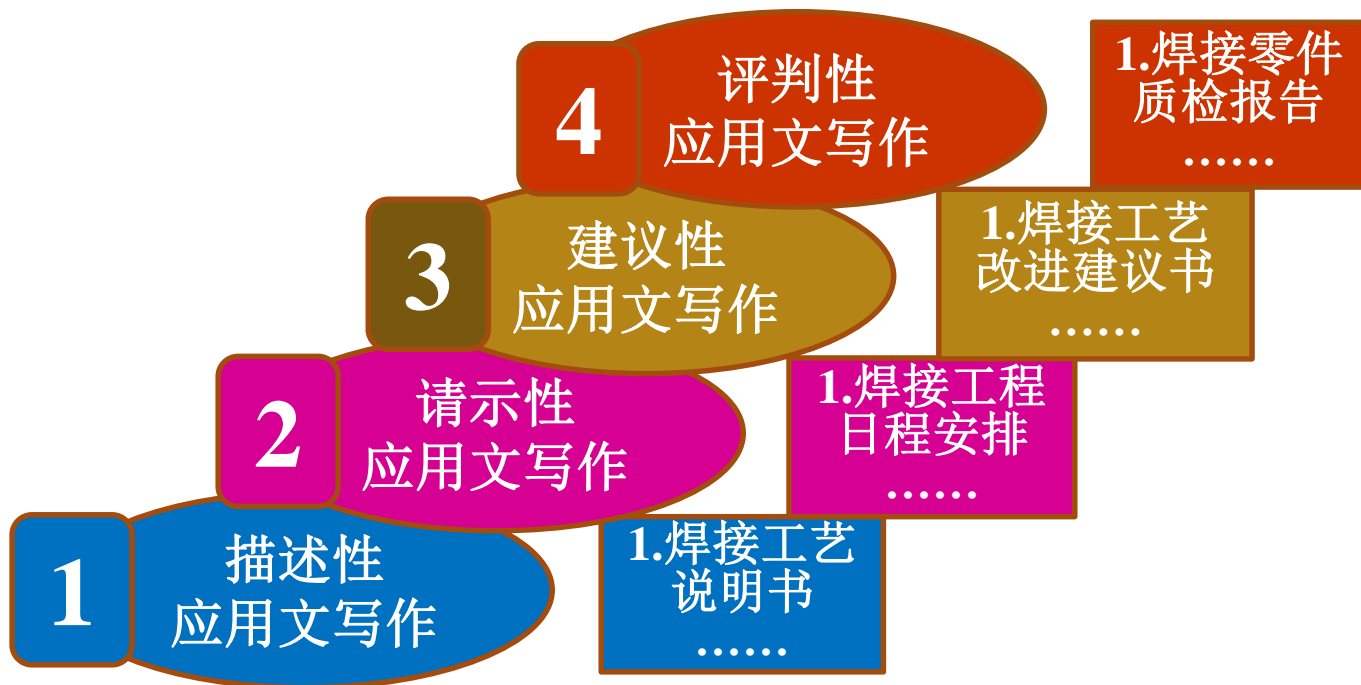 4
评判性
应用文写作
1.焊接零件
质检报告
......
3
建议性
应用文写作
1.焊接工艺
改进建议书
......
2
请示性
应用文写作
1.焊接工程
日程安排
......
1
描述性
应用文写作
1.焊接工艺
说明书
......